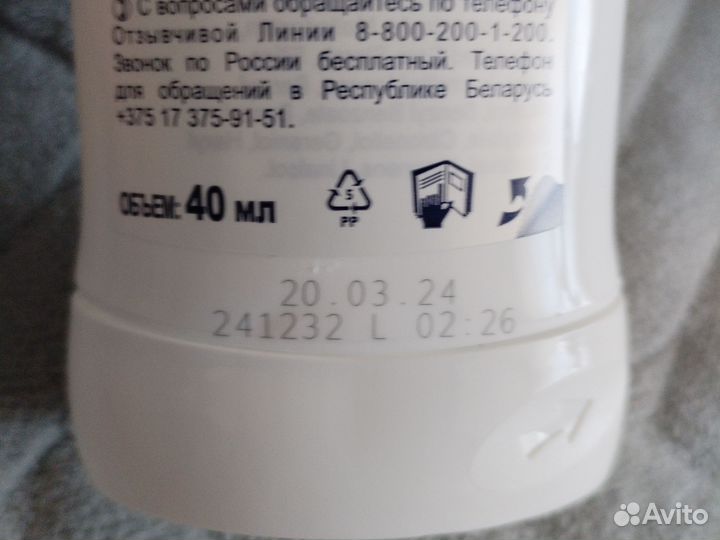 С вопросами обращайтесь по телефону
Отзывчивой Линии 8-800-200-1-200.
Звонок по России бесплатный. Телефон
для обращений в Республике Беларусь
+375 17 375-91-51.
ОБЪЕМ: 40 мл
5
PP
20.03.24
241232 L 02:26
Avito